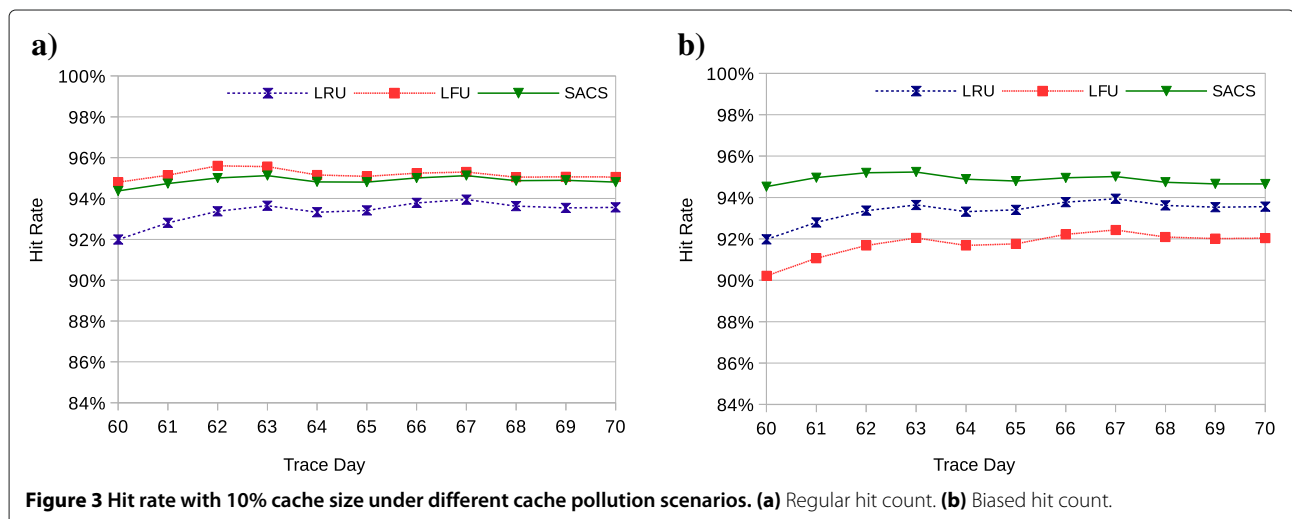 a)
LRU LFU SACS
100%
98%
96%
94%
92%
90%
88%
86%
84%
Hit Rate
60 61 62 63 64 65 66 67 68 69 70
Trace Day
b)
LRU LFU SACS
100%
98%
96%
94%
92%
90%
88%
86%
84%
Hit Rate
60 61 62 63 64 65 66 67 68 69 70
Trace Day
Figure 3 Hit rate with 10% cache size under different cache pollution scenarios. (a) Regular hit count. (b) Biased hit count.